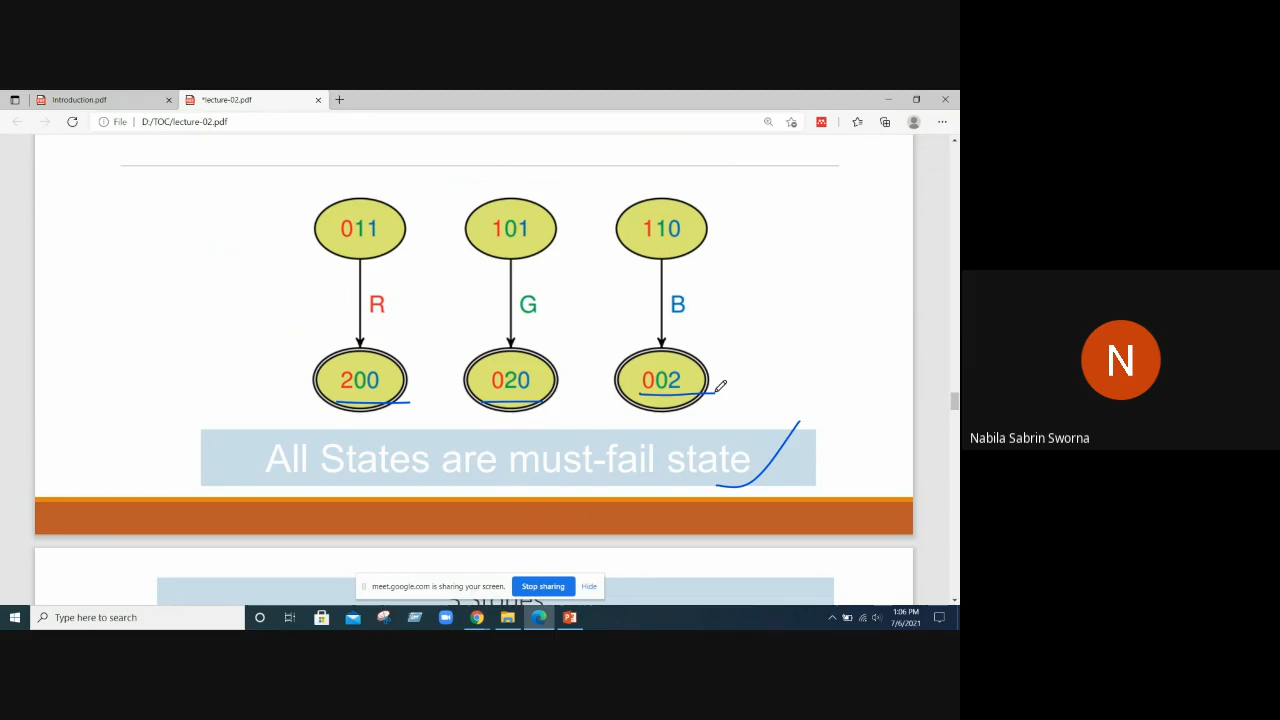 Introduction.pdf
*lecture-02.pdf
File
D:/TOC/lecture-02.pdf
011
101
110
R
G
B
200
020
002
All States are must-fail state
meet.google.com is sharing your screen.
Stop sharing
Hide
Type here to search
1:06 PM
7/6/2021
N
Nabila Sabrin Sworna